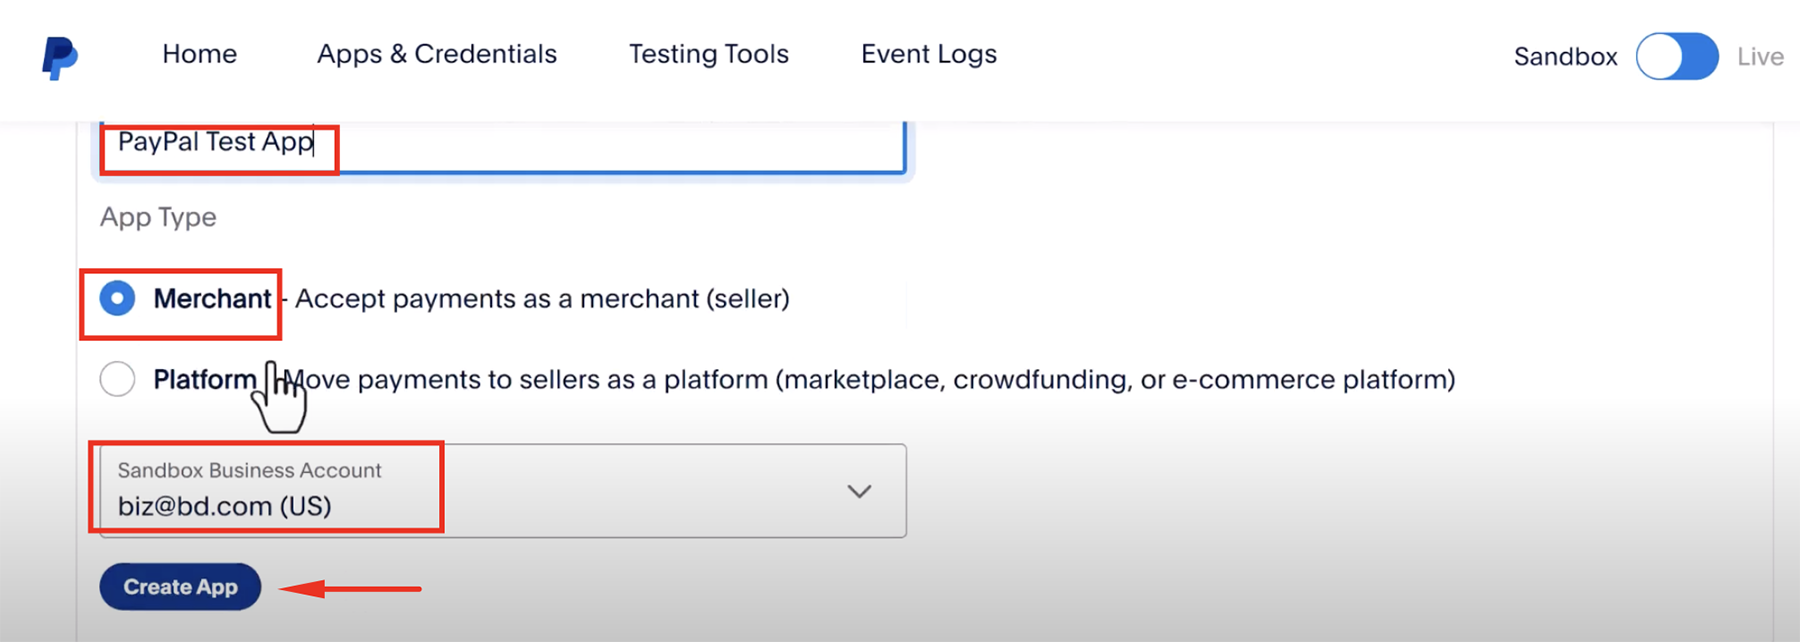 Home Apps & Credentials Testing Tools Event Logs Sandbox Live
PayPal Test App
App Type
Merchant - Accept payments as a merchant (seller)
Platform Move payments to sellers as a platform (marketplace, crowdfunding, or e-commerce platform)
Sandbox Business Account
biz@bd.com (US)
Create App